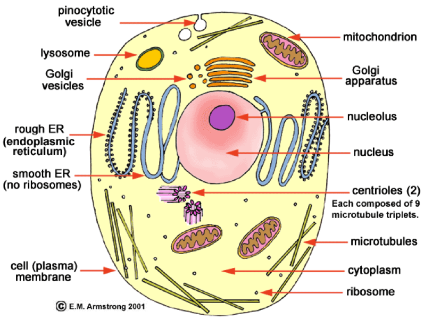 pinocytotic
vesicle
lysosome
Golgi
vesicles
rough ER
(endoplasmic
reticulum)
smooth ER
(no ribosomes)
cell (plasma)
membrane
mitochondrion
Golgi
apparatus
nucleolus
nucleus
centrioles (2)
Each composed of 9
microtubule triplets.
microtubules
cytoplasm
ribosome
© E.M. Armstrong 2001